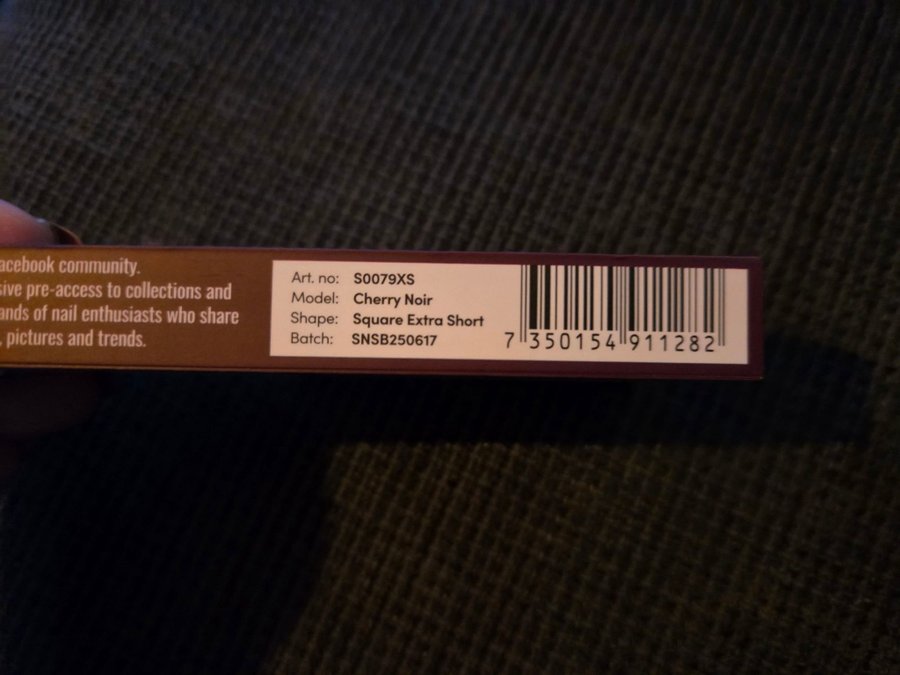 acebook community.
sive pre-access to collections and
ands of nail enthusiasts who share
, pictures and trends.
Art. no: S0079XS
Model: Cherry Noir
Shape: Square Extra Short
Batch: SNSB250617
7 350154 911282